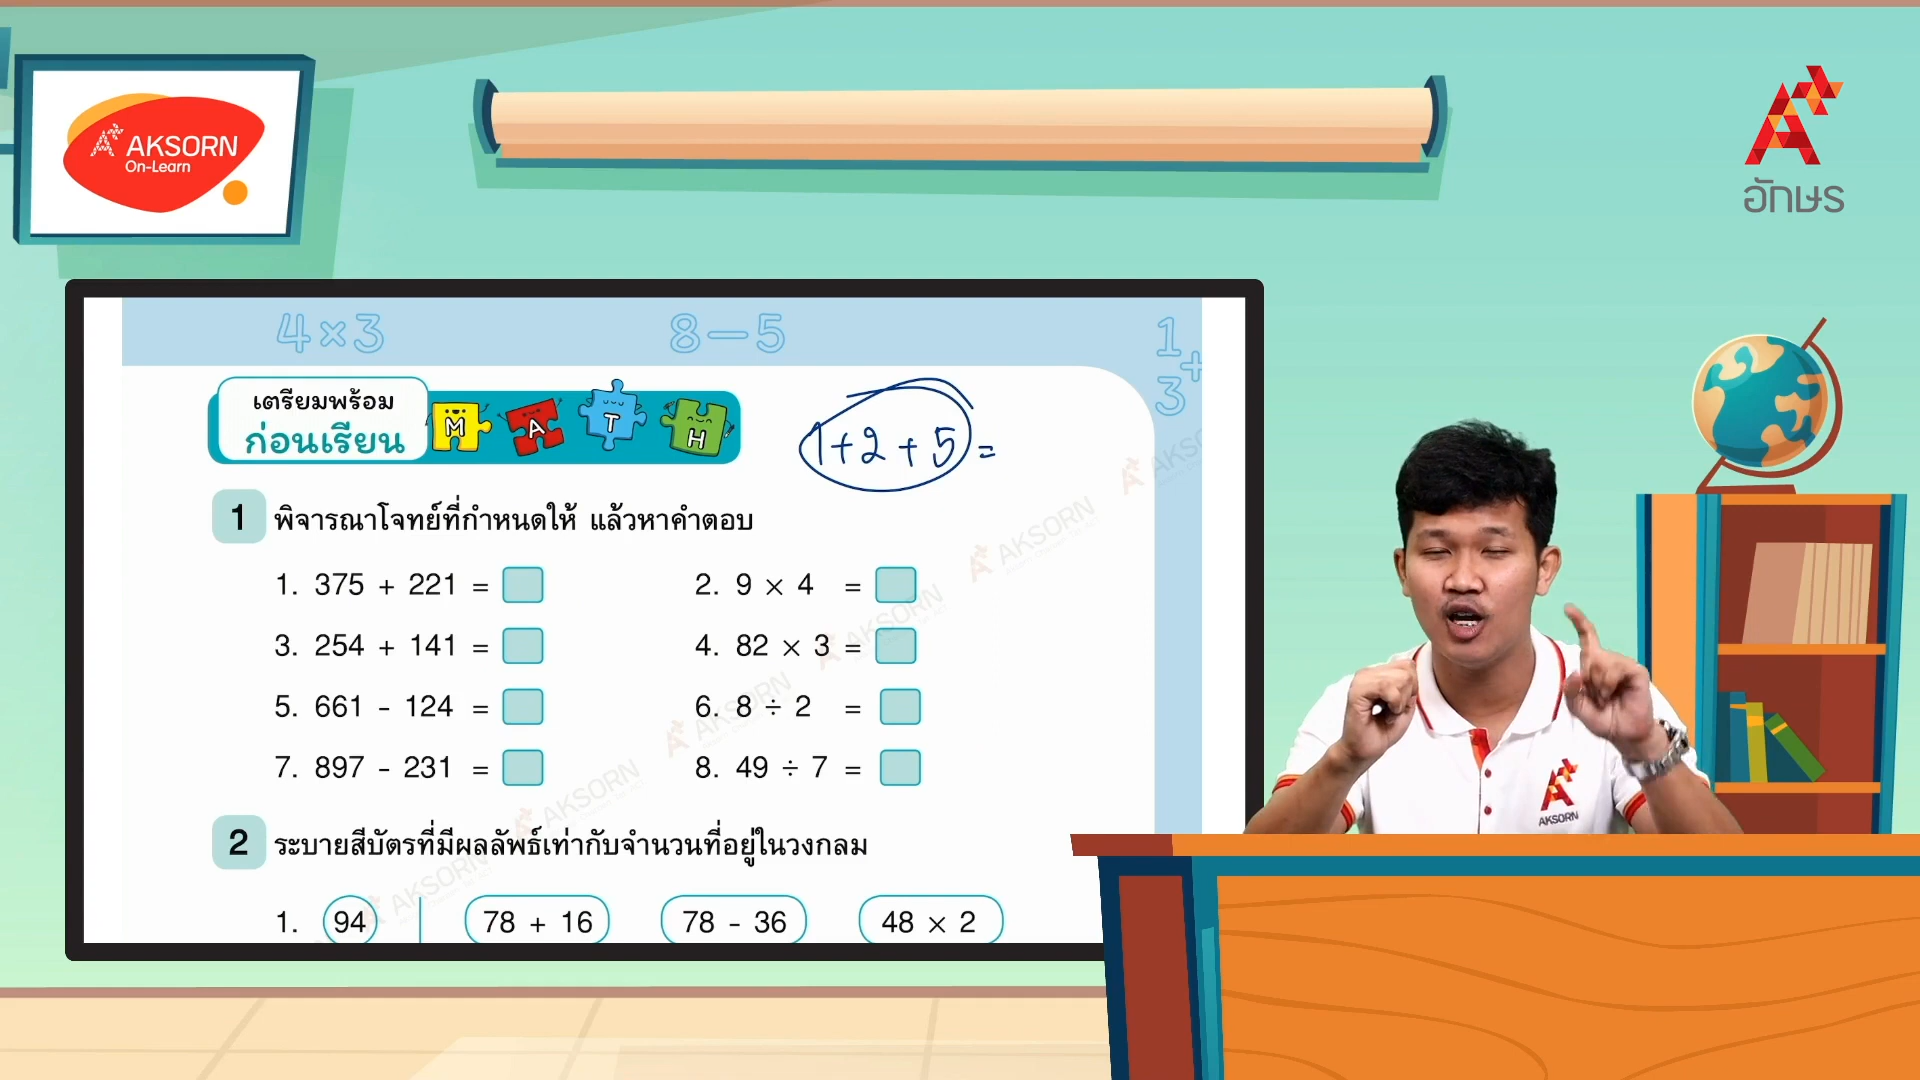 AKSORN
On-Learn
อักษร
4×3
8−5
1
+
3
เตรียมพร้อม
ก่อนเรียน
M A T H
1+2+5 =
1 พิจารณาโจทย์ที่กำหนดให้ แล้วหาคำตอบ
1. 375 + 221 =
2. 9 × 4 =
3. 254 + 141 =
4. 82 × 3 =
5. 661 - 124 =
6. 8 ÷ 2 =
7. 897 - 231 =
8. 49 ÷ 7 =
2 ระบายสีบัตรที่มีผลลัพธ์เท่ากับจำนวนที่อยู่ในวงกลม
1. 94 78 + 16 78 - 36 48 × 2
AKSORN
AKSORN
AKSORN
AKSORN
AKSORN
AKSORN
AKSORN